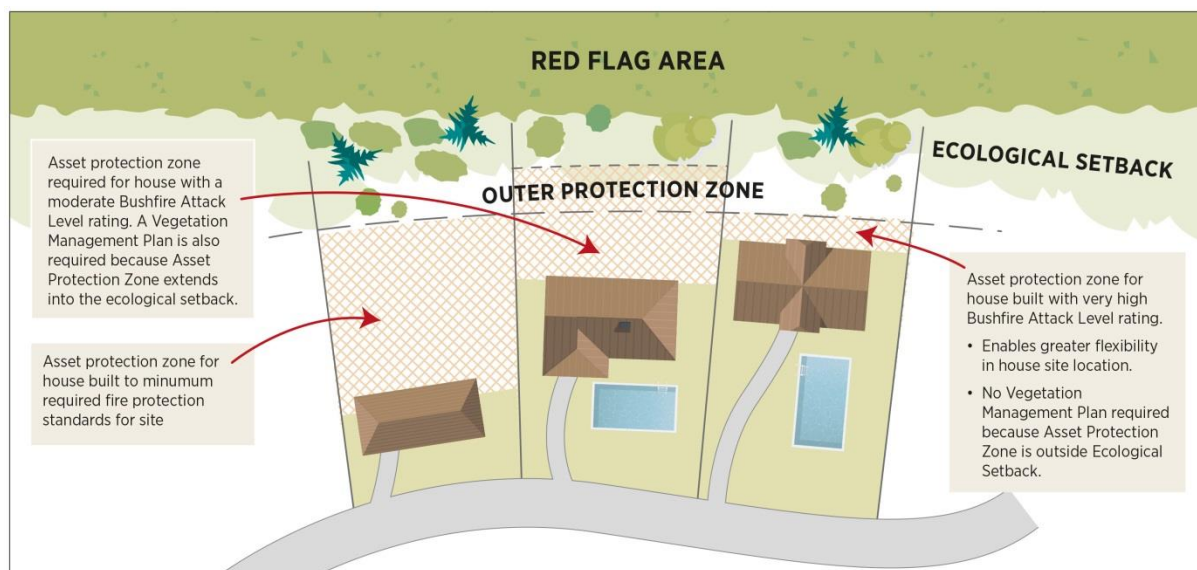 RED FLAG AREA
ECOLOGICAL SETBACK
OUTER PROTECTION ZONE
Asset protection zone
required for house with a
moderate Bushfire Attack
Level rating. A Vegetation
Management Plan is also
required because Asset
Protection Zone extends
into the ecological setback.
Asset protection zone for
house built to minumum
required fire protection
standards for site
Asset protection zone for
house built with very high
Bushfire Attack Level rating.
• Enables greater flexibility
in house site location.
• No Vegetation
Management Plan required
because Asset Protection
Zone is outside Ecological
Setback.